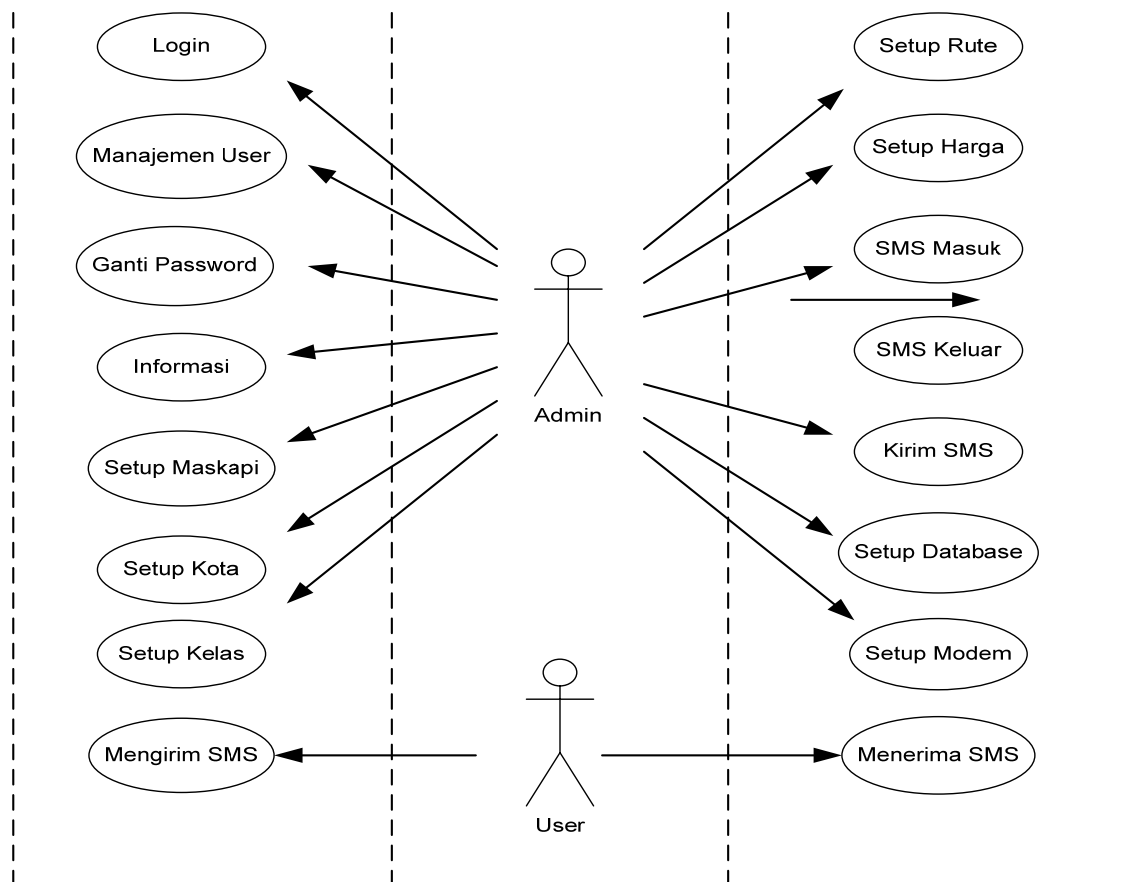 Login
Setup Rute
Manajemen User
Setup Harga
Ganti Password
SMS Masuk
Informasi
SMS Keluar
Admin
Setup Maskapi
Kirim SMS
Setup Kota
Setup Database
Setup Kelas
Setup Modem
Mengirim SMS
Menerima SMS
User